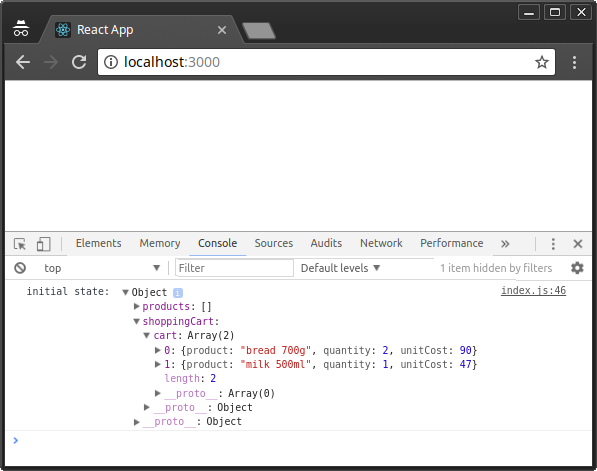 React App
localhost:3000
Elements Memory Console Sources Audits Network Performance »
top Filter Default levels 1 item hidden by filters
initial state: Object i index.js:46
products: []
shoppingCart:
cart: Array(2)
0: {product: "bread 700g", quantity: 2, unitCost: 90}
1: {product: "milk 500ml", quantity: 1, unitCost: 47}
length: 2
__proto__: Array(0)
__proto__: Object
__proto__: Object